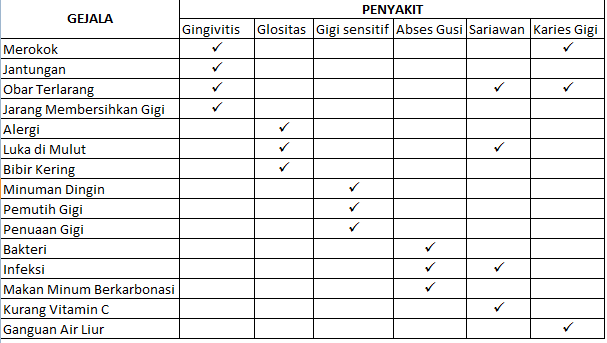 GEJALA PENYAKIT
Gingivitis Glositas Gigi sensitif Abses Gusi Sariawan Karies Gigi
Merokok ✓ ✓
Jantungan ✓
Obar Terlarang ✓ ✓ ✓
Jarang Membersihkan Gigi ✓
Alergi ✓
Luka di Mulut ✓ ✓
Bibir Kering ✓
Minuman Dingin ✓
Pemutih Gigi ✓
Penuaan Gigi ✓
Bakteri ✓
Infeksi ✓ ✓
Makan Minum Berkarbonasi ✓
Kurang Vitamin C ✓
Ganguan Air Liur ✓